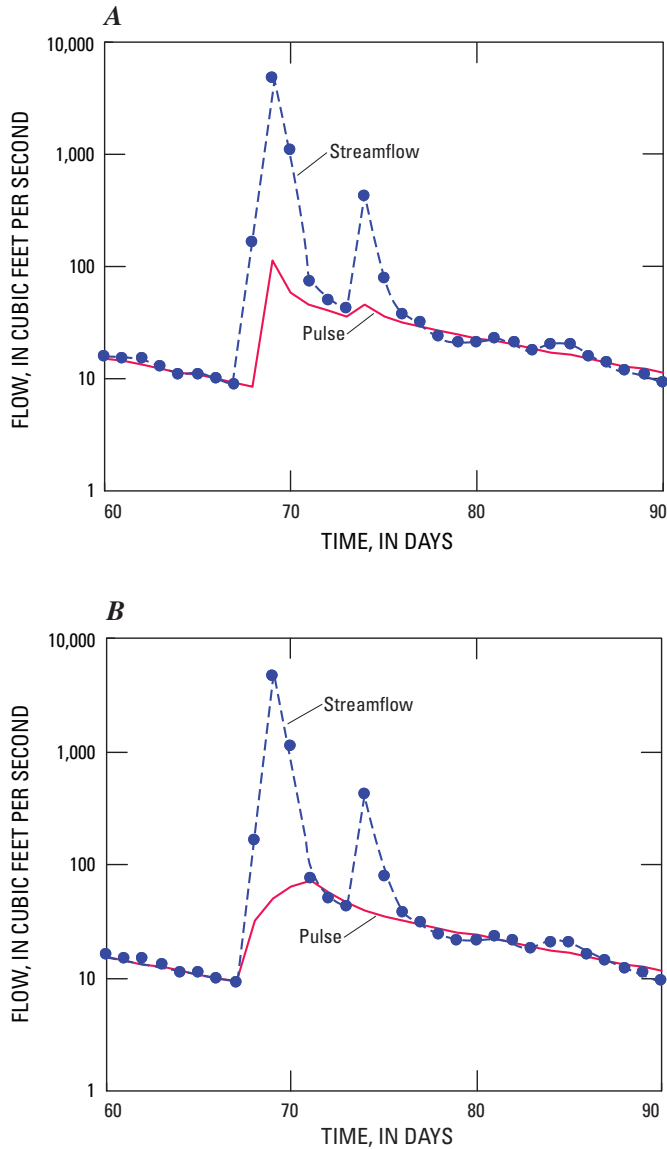 A
10,000
1,000
100
10
1
FLOW, IN CUBIC FEET PER SECOND
Streamflow
Pulse
60
70
80
90
TIME, IN DAYS
B
10,000
1,000
100
10
1
FLOW, IN CUBIC FEET PER SECOND
Streamflow
Pulse
60
70
80
90
TIME, IN DAYS